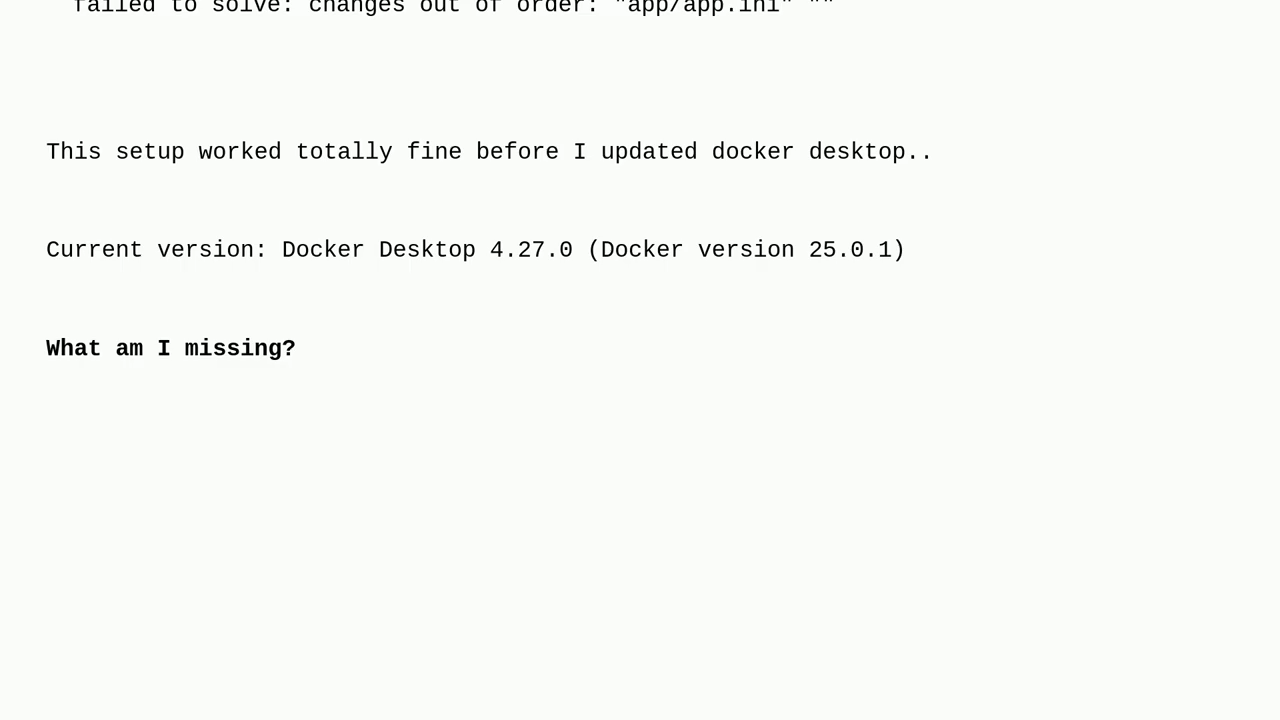 failed to solve: changes out of order: "app/app.ini" ""
This setup worked totally fine before I updated docker desktop..
Current version: Docker Desktop 4.27.0 (Docker version 25.0.1)
What am I missing?